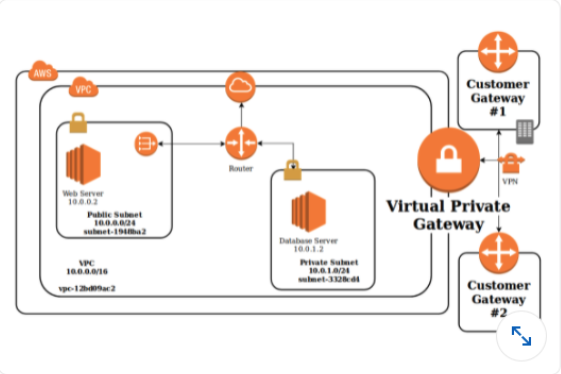 AWS
VPC
Web Server
10.0.0.2
Public Subnet
10.0.0.0/24
subnet-1948ba2
VPC
10.0.0.0/16
vpc-12bd09ac2
Router
Database Server
10.0.1.2
Private Subnet
10.0.1.0/24
subnet-3328cd4
Virtual Private
Gateway
VPN
Customer
Gateway
#1
Customer
Gateway
#2